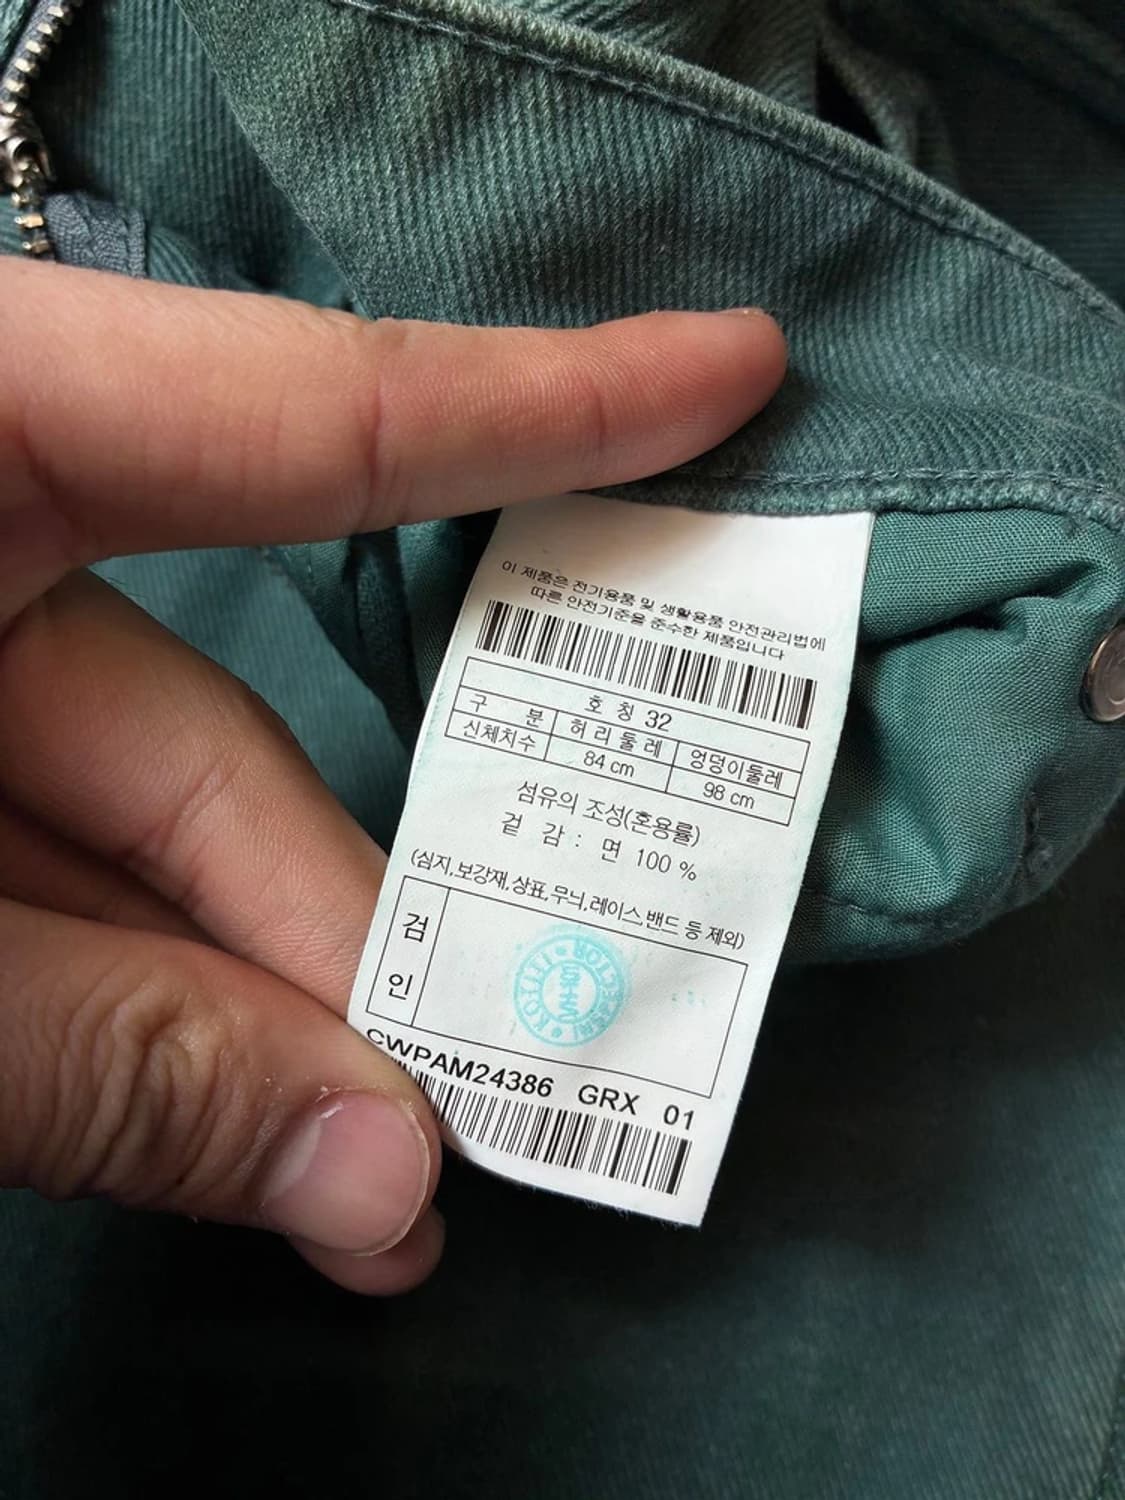 이 제품은 전기용품 및 생활용품 안전관리법에
따른 안전기준을 준수한 제품입니다
호 칭 32
구 분 허 리 둘 레 엉덩이둘레
신체치수 84 cm 98 cm
섬유의 조성(혼용률)
겉 감 : 면 100 %
(심지,보강재,상표,무늬,레이스,밴드 등 제외)
검
인
CWPAM24386 GRX 01